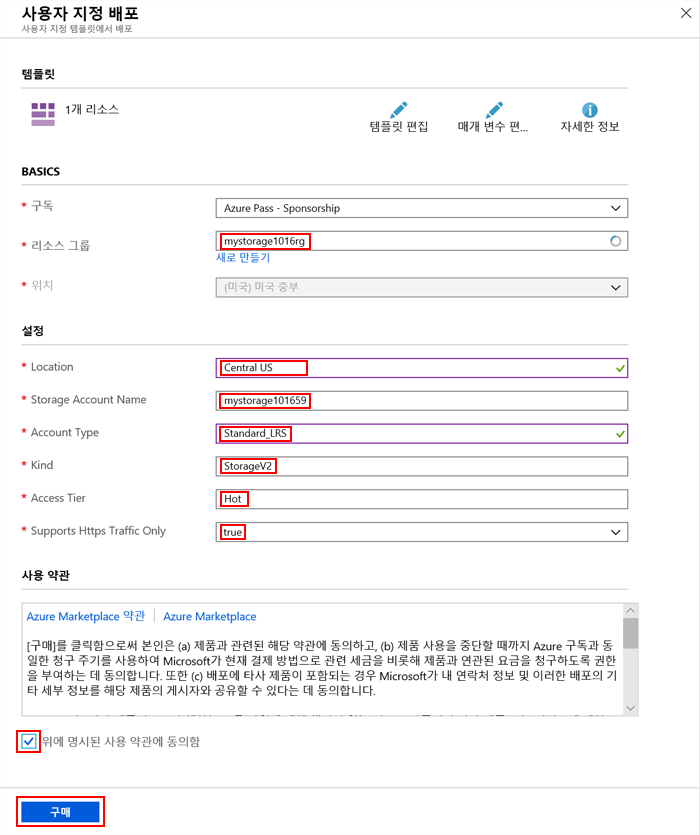 사용자 지정 배포
사용자 지정 템플릿에서 배포
템플릿
1개 리소스
템플릿 편집
매개 변수 편...
자세한 정보
BASICS
* 구독
Azure Pass - Sponsorship
* 리소스 그룹
mystorage1016rg
새로 만들기
* 위치
(미국) 미국 중부
설정
* Location
Central US
* Storage Account Name
mystorage101659
* Account Type
Standard_LRS
* Kind
StorageV2
* Access Tier
Hot
* Supports Https Traffic Only
true
사용 약관
Azure Marketplace 약관 | Azure Marketplace
[구매]를 클릭함으로써 본인은 (a) 제품과 관련된 해당 약관에 동의하고, (b) 제품 사용을 중단할 때까지 Azure 구독과 동
일한 청구 주기를 사용하여 Microsoft가 현재 결제 방법으로 관련 세금을 비롯해 제품과 연관된 요금을 청구하도록 권한
을 부여하는 데 동의합니다. 또한 (c) 배포에 타사 제품이 포함되는 경우 Microsoft가 내 연락처 정보 및 이러한 배포의 기
타 세부 정보를 해당 제품의 게시자와 공유할 수 있다는 데 동의합니다.
위에 명시된 사용 약관에 동의함
구매